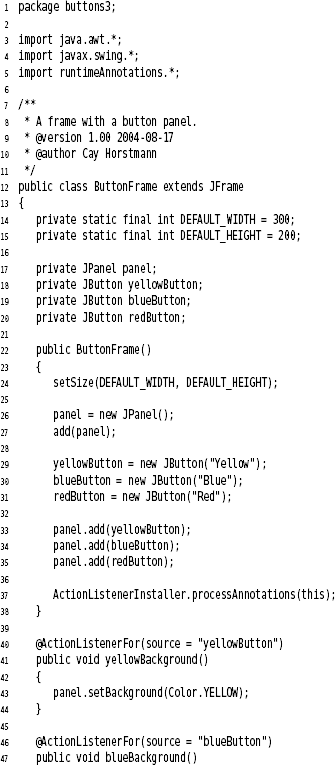 1 package buttons3;
2
3 import java.awt.*;
4 import javax.swing.*;
5 import runtimeAnnotations.*;
6
7 /**
8  * A frame with a button panel.
9  * @version 1.00 2004-08-17
10  * @author Cay Horstmann
11  */
12 public class ButtonFrame extends JFrame
13 {
14    private static final int DEFAULT_WIDTH = 300;
15    private static final int DEFAULT_HEIGHT = 200;
16
17    private JPanel panel;
18    private JButton yellowButton;
19    private JButton blueButton;
20    private JButton redButton;
21
22    public ButtonFrame()
23    {
24       setSize(DEFAULT_WIDTH, DEFAULT_HEIGHT);
25
26       panel = new JPanel();
27       add(panel);
28
29       yellowButton = new JButton("Yellow");
30       blueButton = new JButton("Blue");
31       redButton = new JButton("Red");
32
33       panel.add(yellowButton);
34       panel.add(blueButton);
35       panel.add(redButton);
36
37       ActionListenerInstaller.processAnnotations(this);
38    }
39
40    @ActionListenerFor(source = "yellowButton")
41    public void yellowBackground()
42    {
43       panel.setBackground(Color.YELLOW);
44    }
45
46    @ActionListenerFor(source = "blueButton")
47    public void blueBackground()